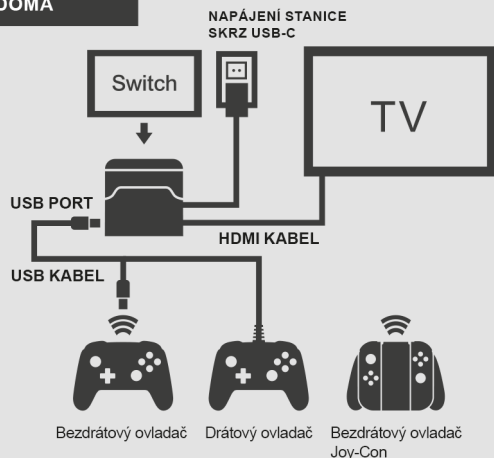 DOMA
NAPÁJENÍ STANICE
SKRZ USB-C
Switch
TV
USB PORT
HDMI KABEL
USB KABEL
Bezdrátový ovladač
Drátový ovladač
Bezdrátový ovladač
Joy-Con